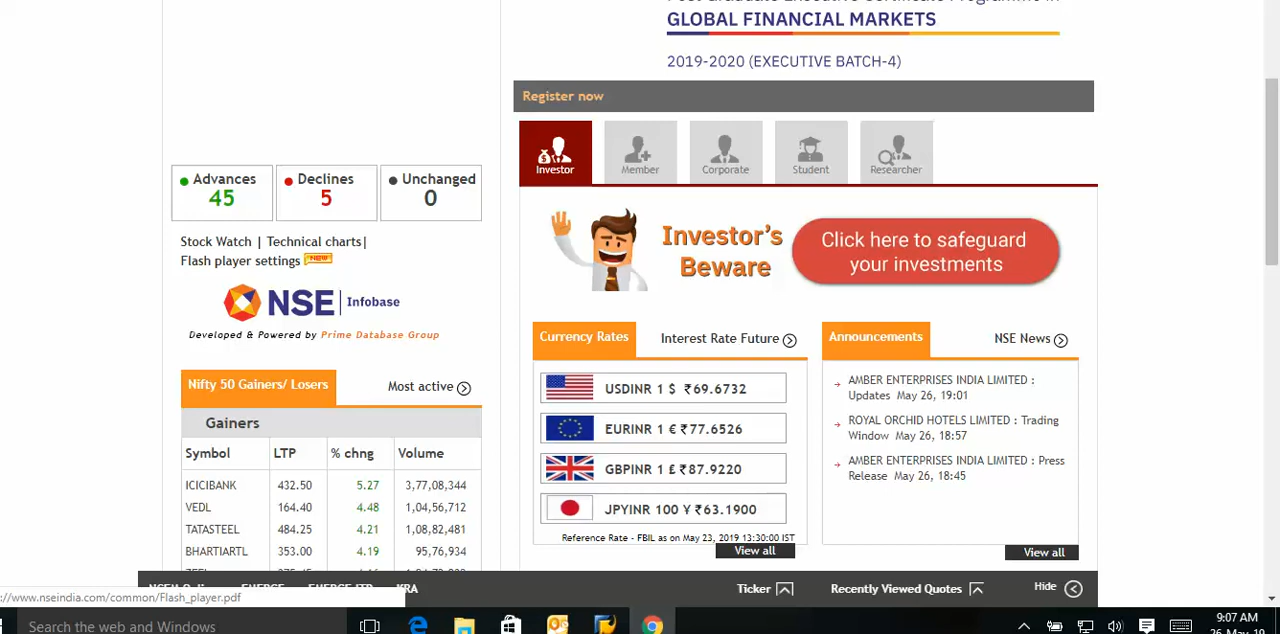 GLOBAL FINANCIAL MARKETS
2019-2020 (EXECUTIVE BATCH-4)
Register now
Investor
Member
Corporate
Student
Researcher
Advances
45
Declines
5
Unchanged
0
Stock Watch | Technical charts|
Flash player settings NEW
NSE | Infobase
Developed & Powered by Prime Database Group
Investor's
Beware
Click here to safeguard
your investments
Nifty 50 Gainers/ Losers
Most active
Gainers
Symbol LTP % chng Volume
ICICIBANK 432.50 5.27 3,77,08,344
VEDL 164.40 4.48 1,04,56,712
TATASTEEL 484.25 4.21 1,08,82,481
BHARTIARTL 353.00 4.19 95,76,934
Currency Rates
Interest Rate Future
USDINR 1 $ ₹69.6732
EURINR 1 € ₹77.6526
GBPINR 1 £ ₹87.9220
JPYINR 100 ¥ ₹63.1900
Reference Rate - FBIL as on May 23, 2019 13:30:00 IST
View all
Announcements
NSE News
AMBER ENTERPRISES INDIA LIMITED :
Updates May 26, 19:01
ROYAL ORCHID HOTELS LIMITED : Trading
Window May 26, 18:57
AMBER ENTERPRISES INDIA LIMITED : Press
Release May 26, 18:45
View all
Ticker
Recently Viewed Quotes
Hide
://www.nseindia.com/common/Flash_player.pdf
Search the web and Windows
9:07 AM
26-May-19